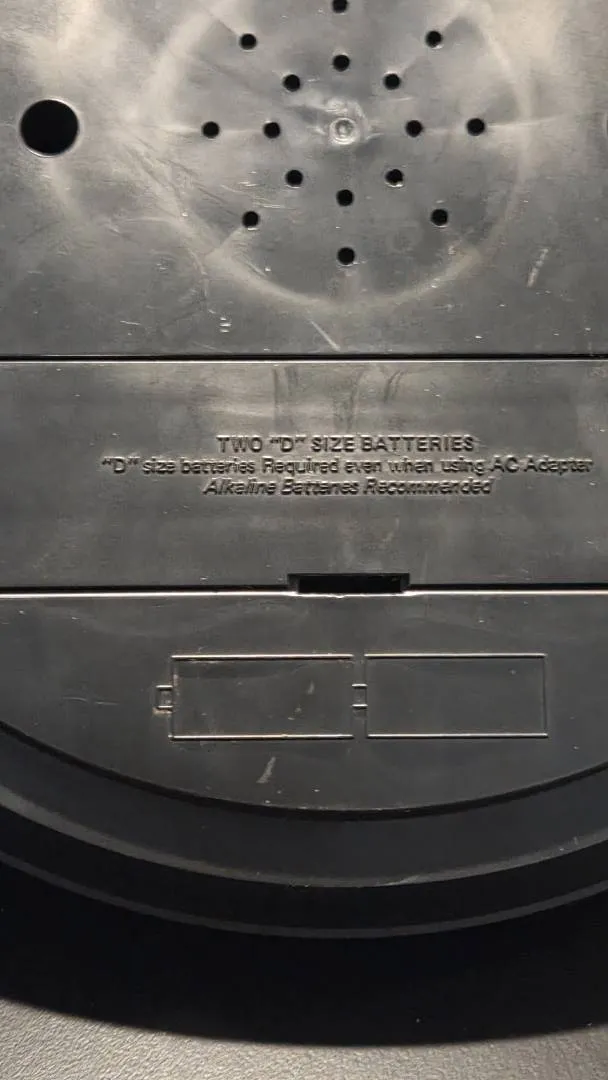 TWO "D" SIZE BATTERIES
"D" size batteries Required even when using AC Adapter
Alkaline Batteries Recommended